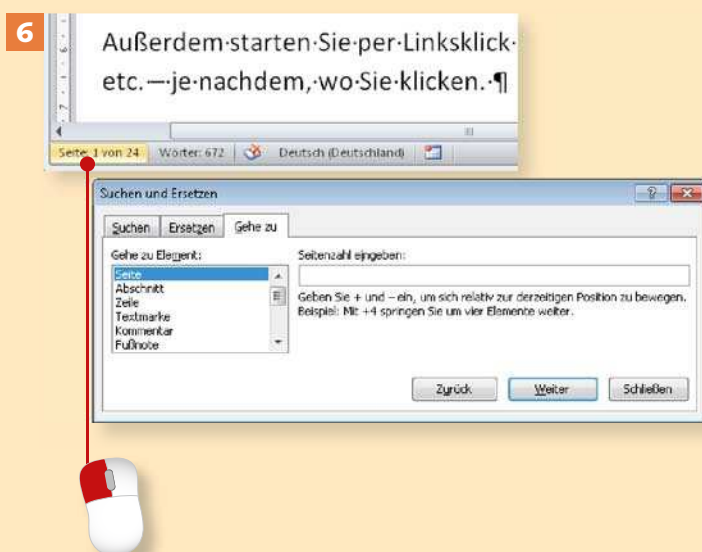 6
Außerdem·starten·Sie·per·Linksklick·
etc.—·je·nachdem,·wo·Sie·klicken.·¶
Seite: 1 von 24 Wörter: 672 Deutsch (Deutschland)
Suchen und Ersetzen
Suchen Ersetzen Gehe zu
Gehe zu Element: Seitenzahl eingeben:
Seite
Abschnitt
Zeile
Textmarke
Kommentar
Fußnote
Geben Sie + und – ein, um sich relativ zur derzeitigen Position zu bewegen.
Beispiel: Mit +4 springen Sie um vier Elemente weiter.
Zurück Weiter Schließen